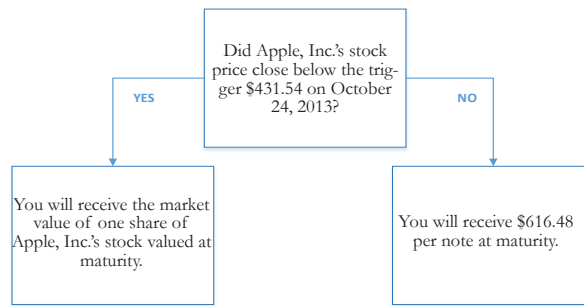 Did Apple, Inc.'s stock
price close below the trig-
ger $431.54 on October
24, 2013?
YES
NO
You will receive the market
value of one share of
Apple, Inc.'s stock valued at
maturity.
You will receive $616.48
per note at maturity.